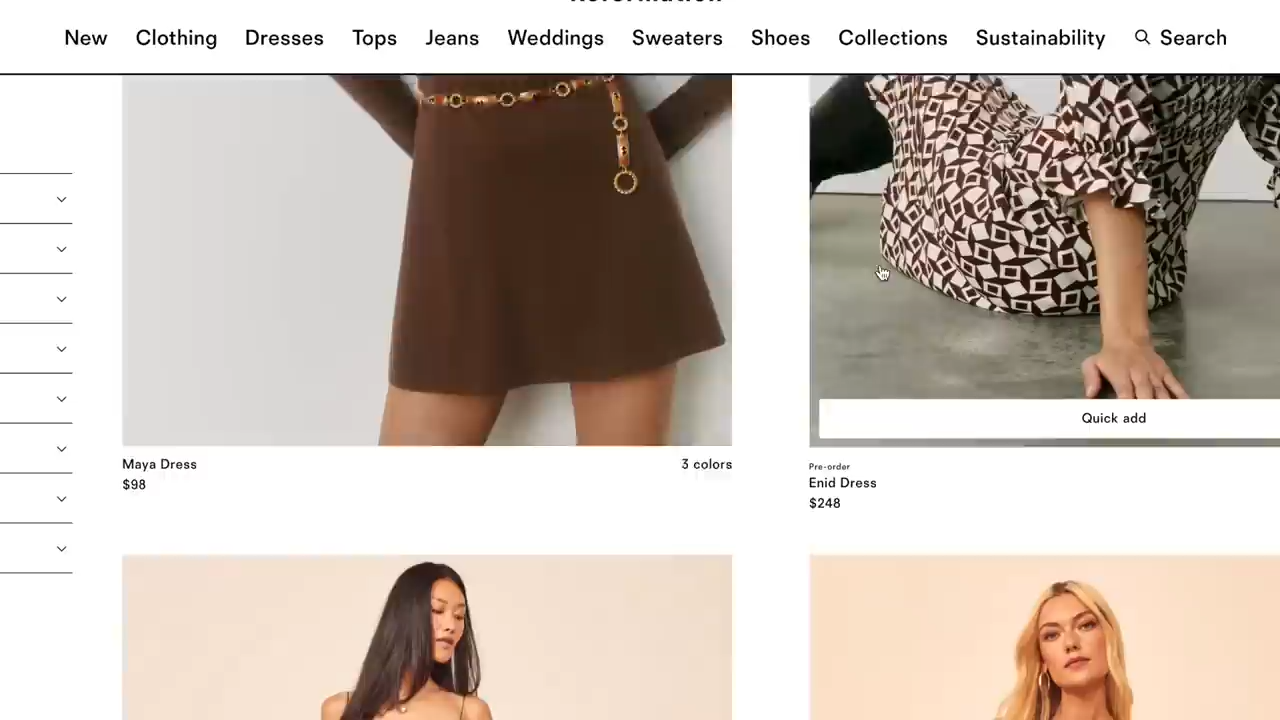 New Clothing Dresses Tops Jeans Weddings Sweaters Shoes Collections Sustainability Search
Quick add
Maya Dress
3 colors
$98
Pre-order
Enid Dress
$248